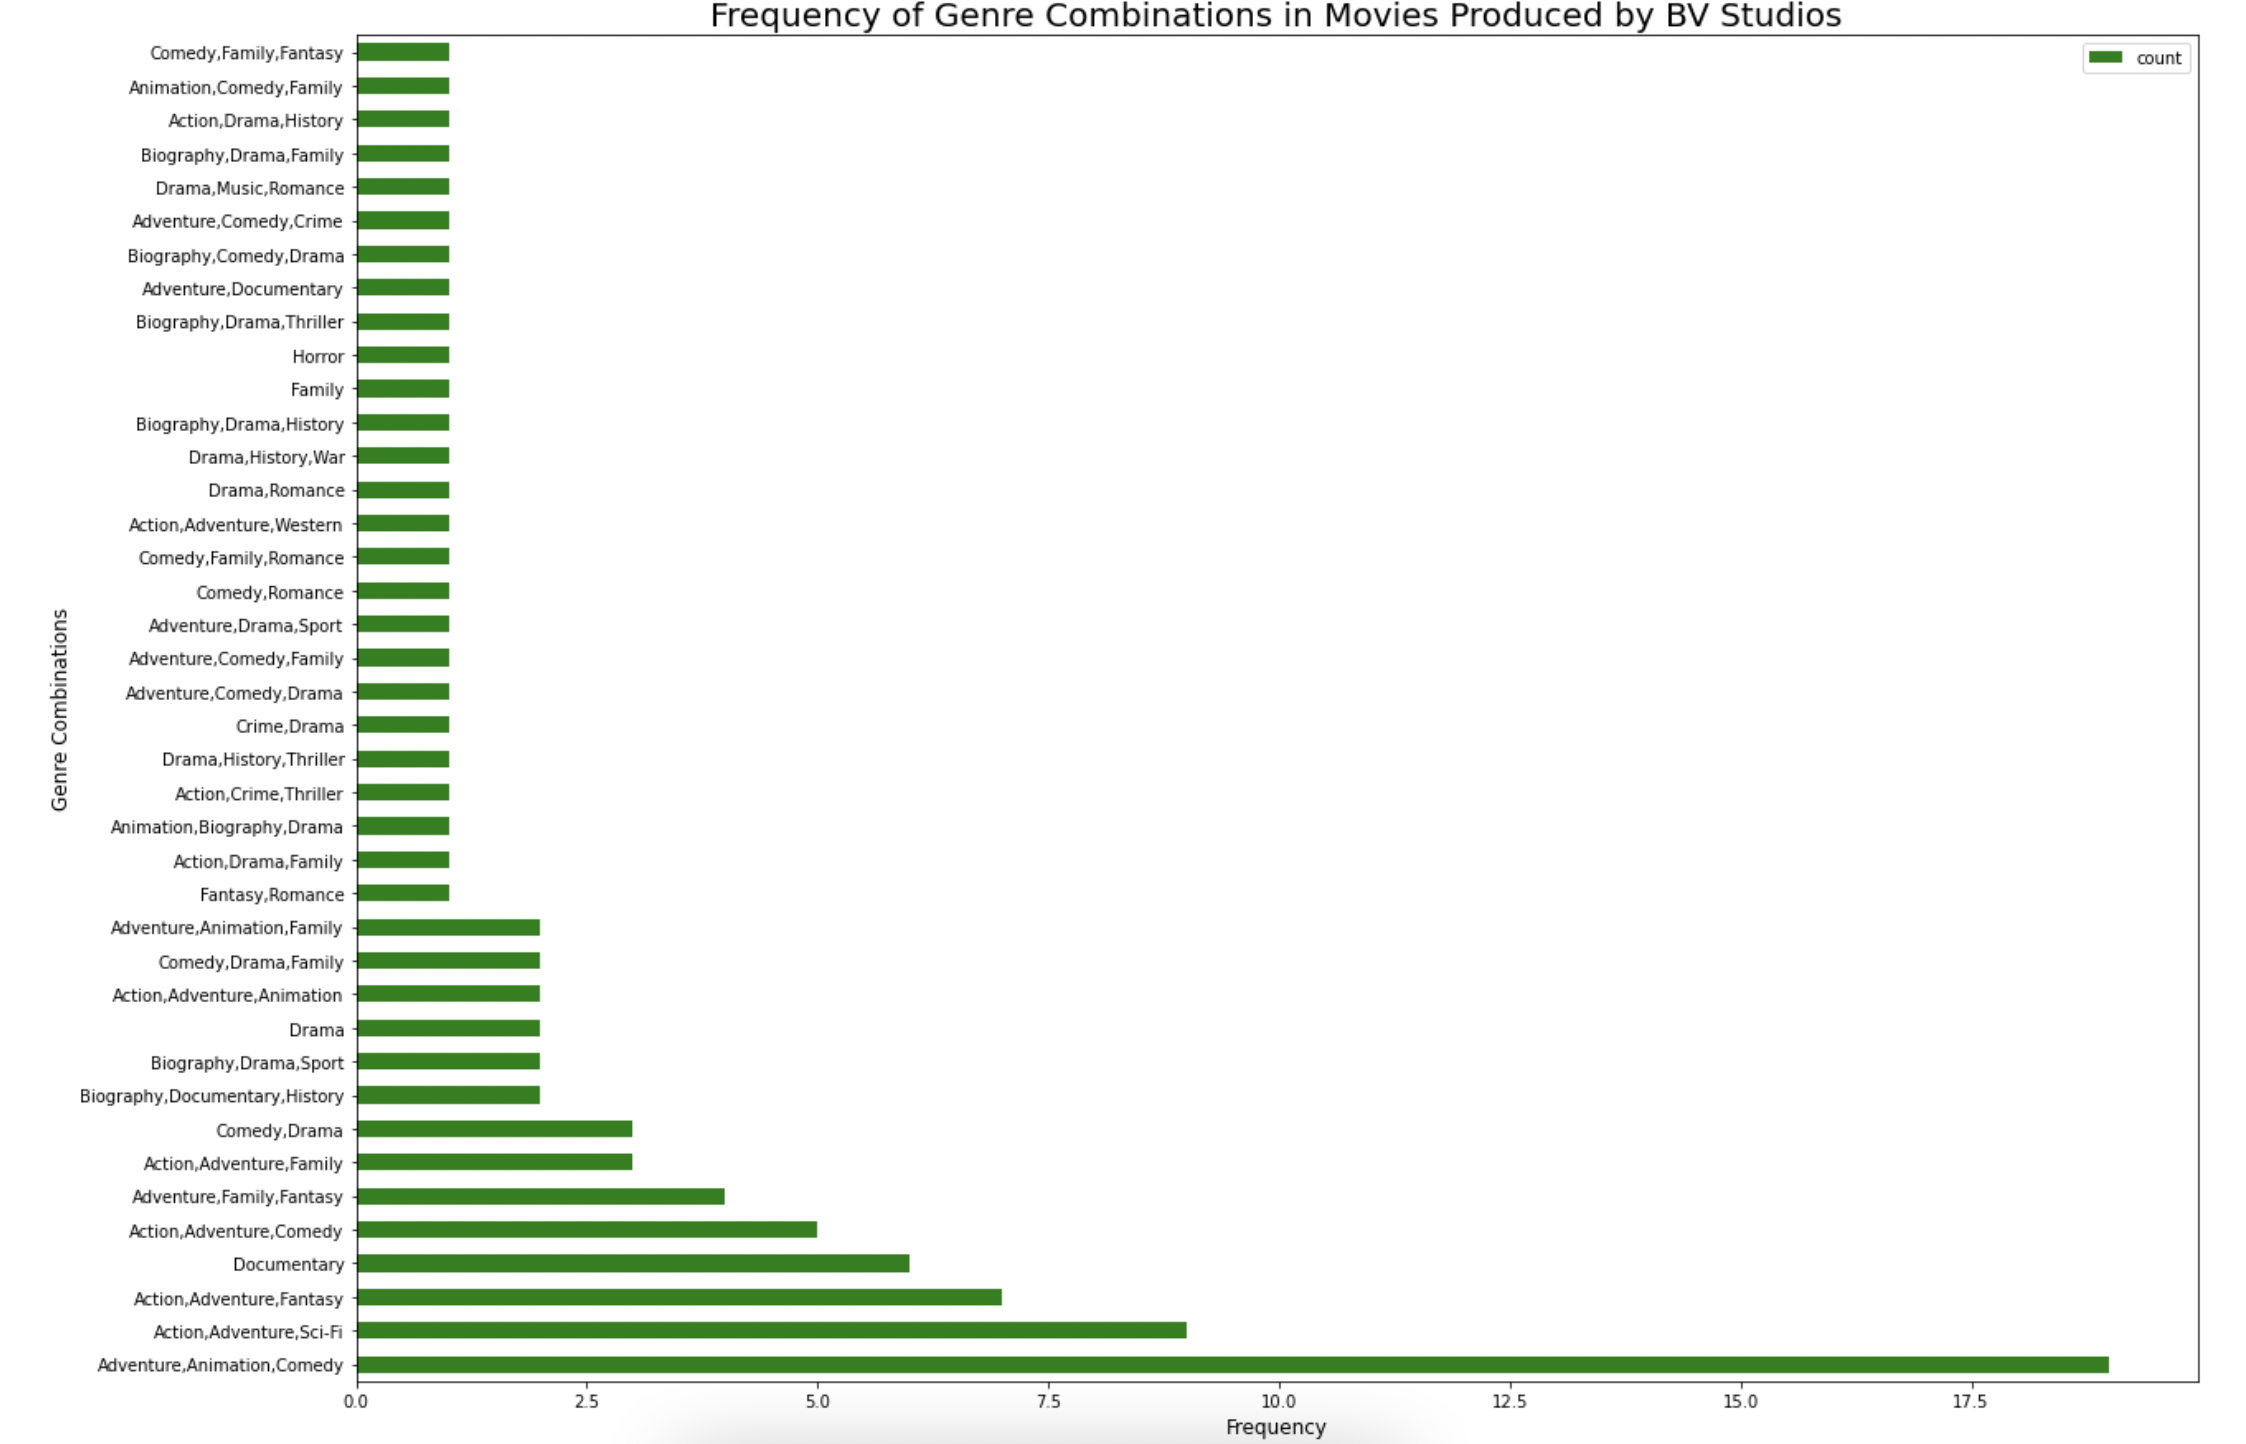 Frequency of Genre Combinations in Movies Produced by BV Studios
count
Comedy,Family,Fantasy
Animation,Comedy,Family
Action,Drama,History
Biography,Drama,Family
Drama,Music,Romance
Adventure,Comedy,Crime
Biography,Comedy,Drama
Adventure,Documentary
Biography,Drama,Thriller
Horror
Family
Biography,Drama,History
Drama,History,War
Drama,Romance
Action,Adventure,Western
Comedy,Family,Romance
Comedy,Romance
Adventure,Drama,Sport
Adventure,Comedy,Family
Adventure,Comedy,Drama
Crime,Drama
Drama,History,Thriller
Action,Crime,Thriller
Animation,Biography,Drama
Action,Drama,Family
Fantasy,Romance
Adventure,Animation,Family
Comedy,Drama,Family
Action,Adventure,Animation
Drama
Biography,Drama,Sport
Biography,Documentary,History
Comedy,Drama
Action,Adventure,Family
Adventure,Family,Fantasy
Action,Adventure,Comedy
Documentary
Action,Adventure,Fantasy
Action,Adventure,Sci-Fi
Adventure,Animation,Comedy
Genre Combinations
0.0 2.5 5.0 7.5 10.0 12.5 15.0 17.5
Frequency